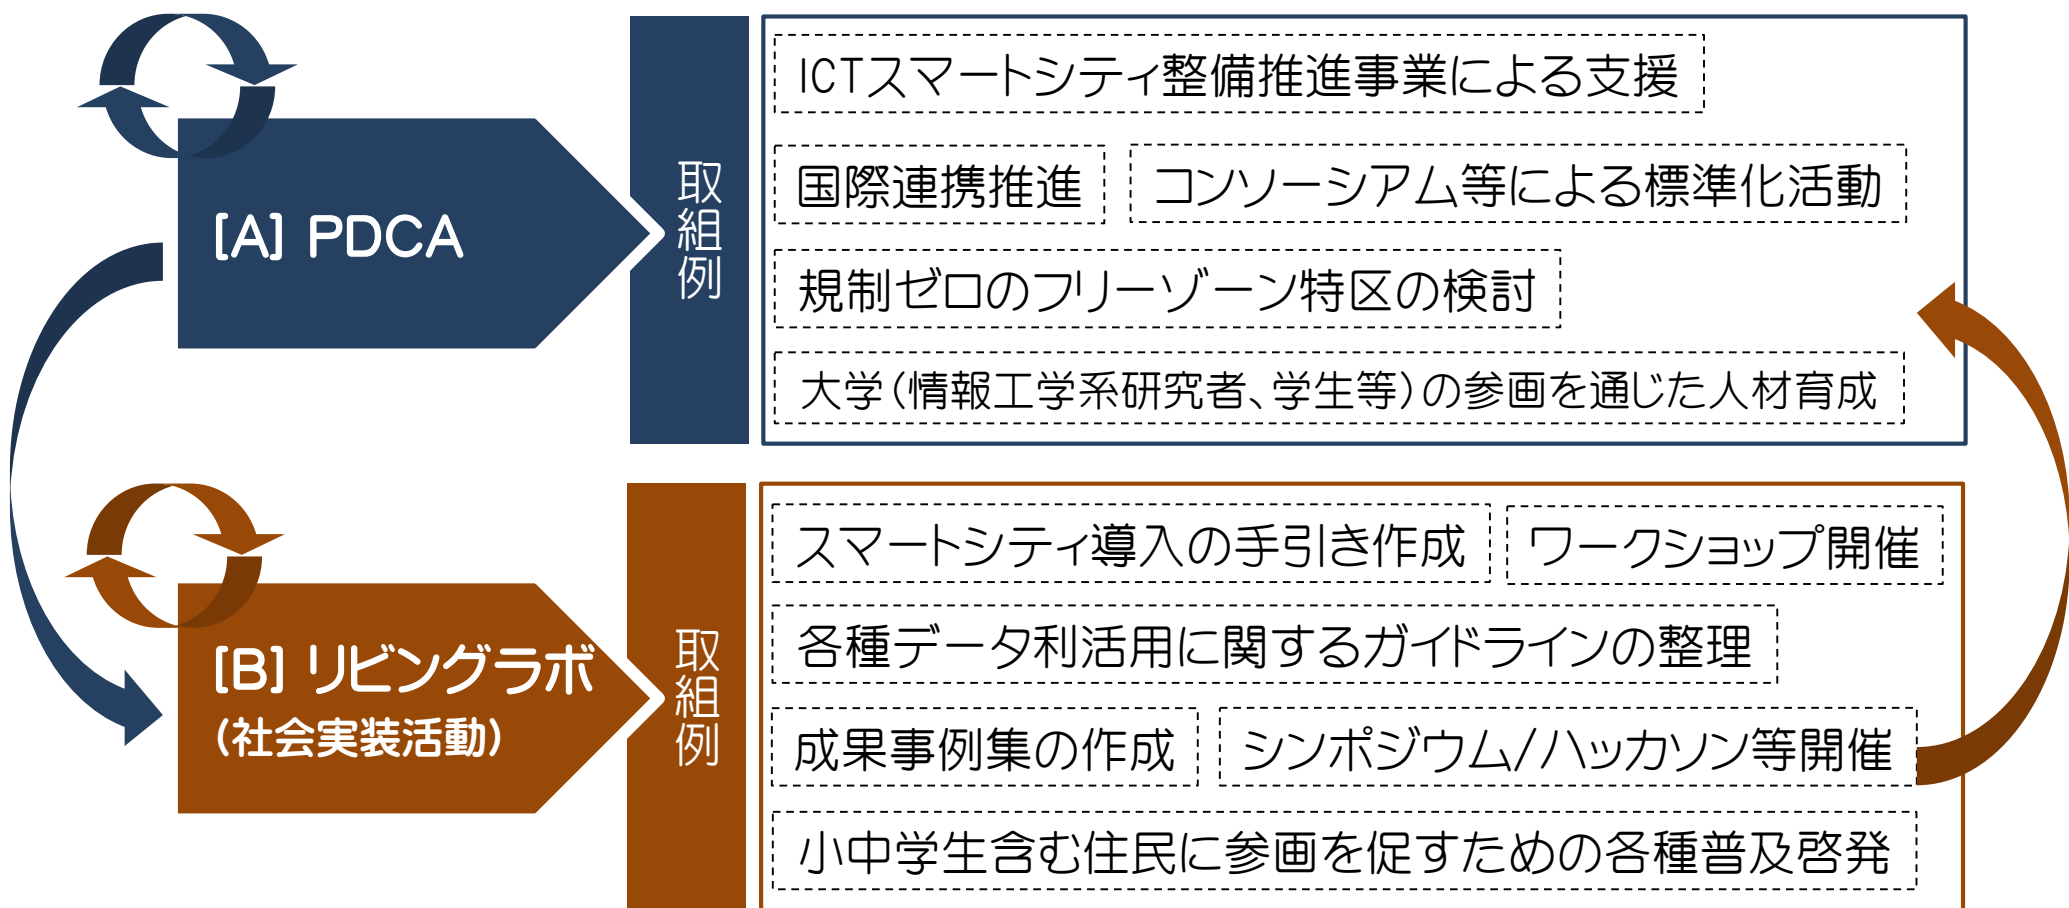 [A] PDCA
取組例
ICTスマートシティ整備推進事業による支援
国際連携推進
コンソーシアム等による標準化活動
規制ゼロのフリーゾーン特区の検討
大学(情報工学系研究者、学生等)の参画を通じた人材育成
[B] リビングラボ
(社会実装活動)
取組例
スマートシティ導入の手引き作成
ワークショップ開催
各種データ利活用に関するガイドラインの整理
成果事例集の作成
シンポジウム/ハッカソン等開催
小中学生含む住民に参画を促すための各種普及啓発